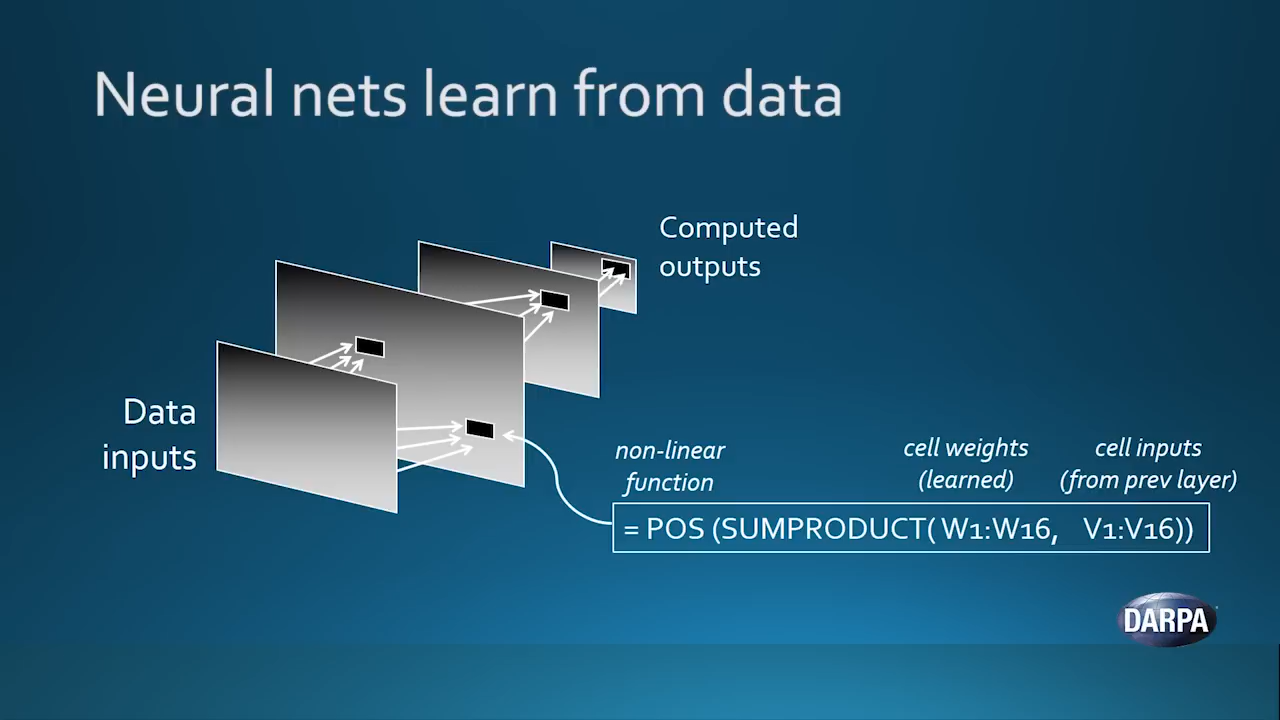 Neural nets learn from data
Computed
outputs
Data
inputs
non-linear
function
cell weights
(learned)
cell inputs
(from prev layer)
= POS (SUMPRODUCT( W1:W16, V1:V16))
DARPA